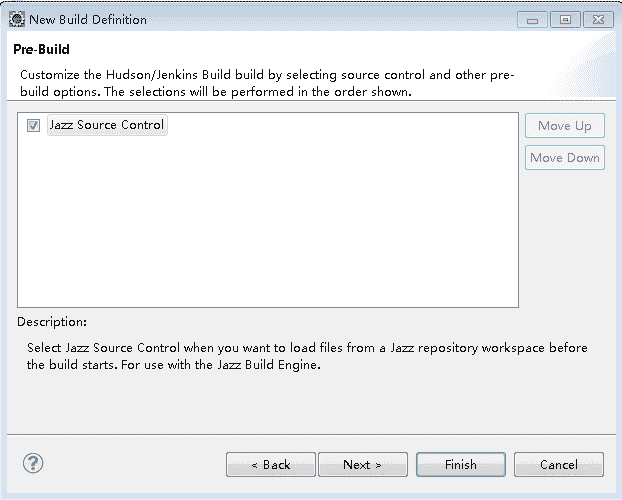 New Build Definition
Pre-Build
Customize the Hudson/Jenkins Build build by selecting source control and other pre-
build options. The selections will be performed in the order shown.
Jazz Source Control
Move Up
Move Down
Description:
Select Jazz Source Control when you want to load files from a Jazz repository workspace before
the build starts. For use with the Jazz Build Engine.
?
< Back
Next >
Finish
Cancel